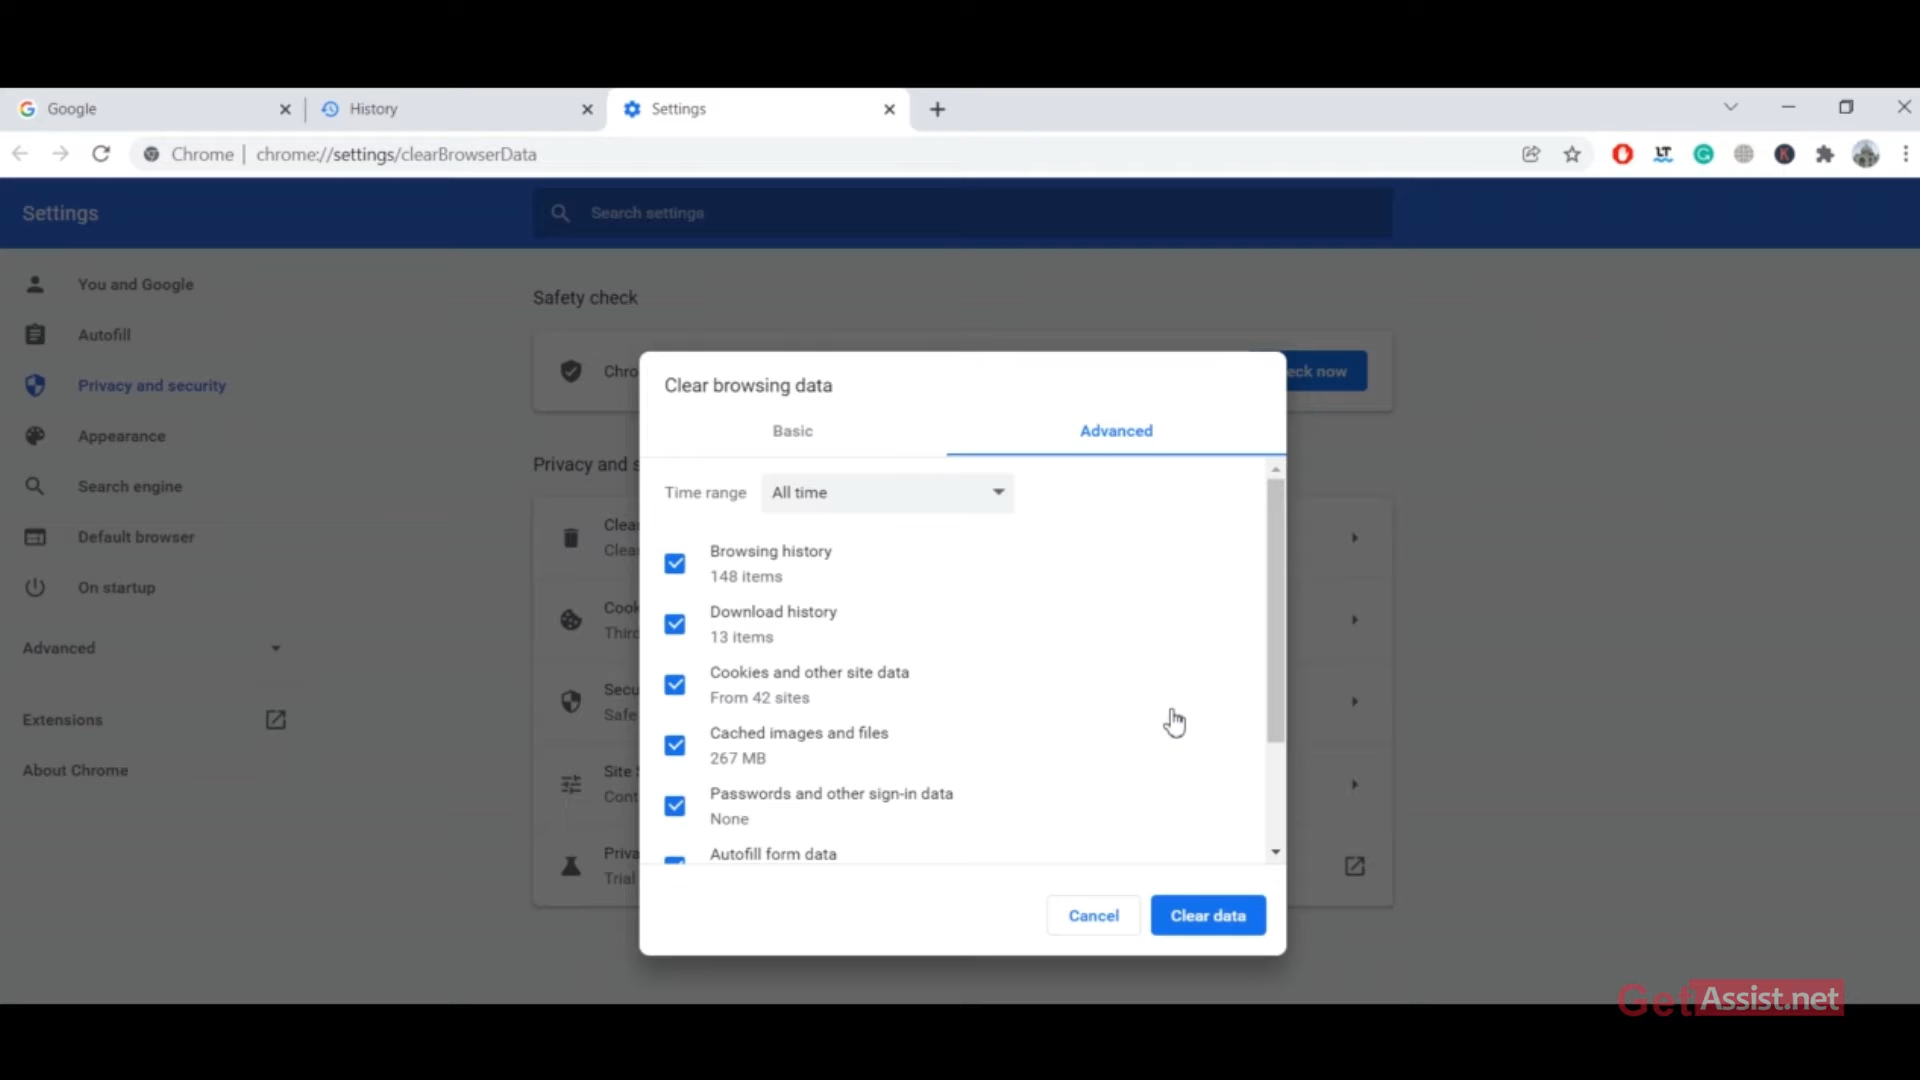 Google
History
Settings
Chrome | chrome://settings/clearBrowserData
LT
K
Settings
Search settings
You and Google
Autofill
Privacy and security
Appearance
Search engine
Default browser
On startup
Advanced
Extensions
About Chrome
Safety check
Chro
eck now
Privacy and s
Clea
Clea
Cook
Third
Secu
Safe
Site S
Cont
Priva
Trial
Clear browsing data
Basic
Advanced
Time range
All time
Browsing history
148 items
Download history
13 items
Cookies and other site data
From 42 sites
Cached images and files
267 MB
Passwords and other sign-in data
None
Autofill form data
Cancel
Clear data
GetAssist.net